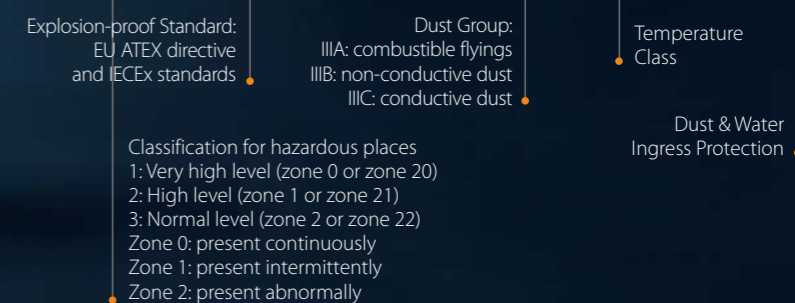 Explosion-proof Standard:
EU ATEX directive
and IECEx standards
Dust Group:
IIIA: combustible flyings
IIIB: non-conductive dust
IIIC: conductive dust
Temperature
Class
Dust & Water
Ingress Protection
Classification for hazardous places
1: Very high level (zone 0 or zone 20)
2: High level (zone 1 or zone 21)
3: Normal level (zone 2 or zone 22)
Zone 0: present continuously
Zone 1: present intermittently
Zone 2: present abnormally